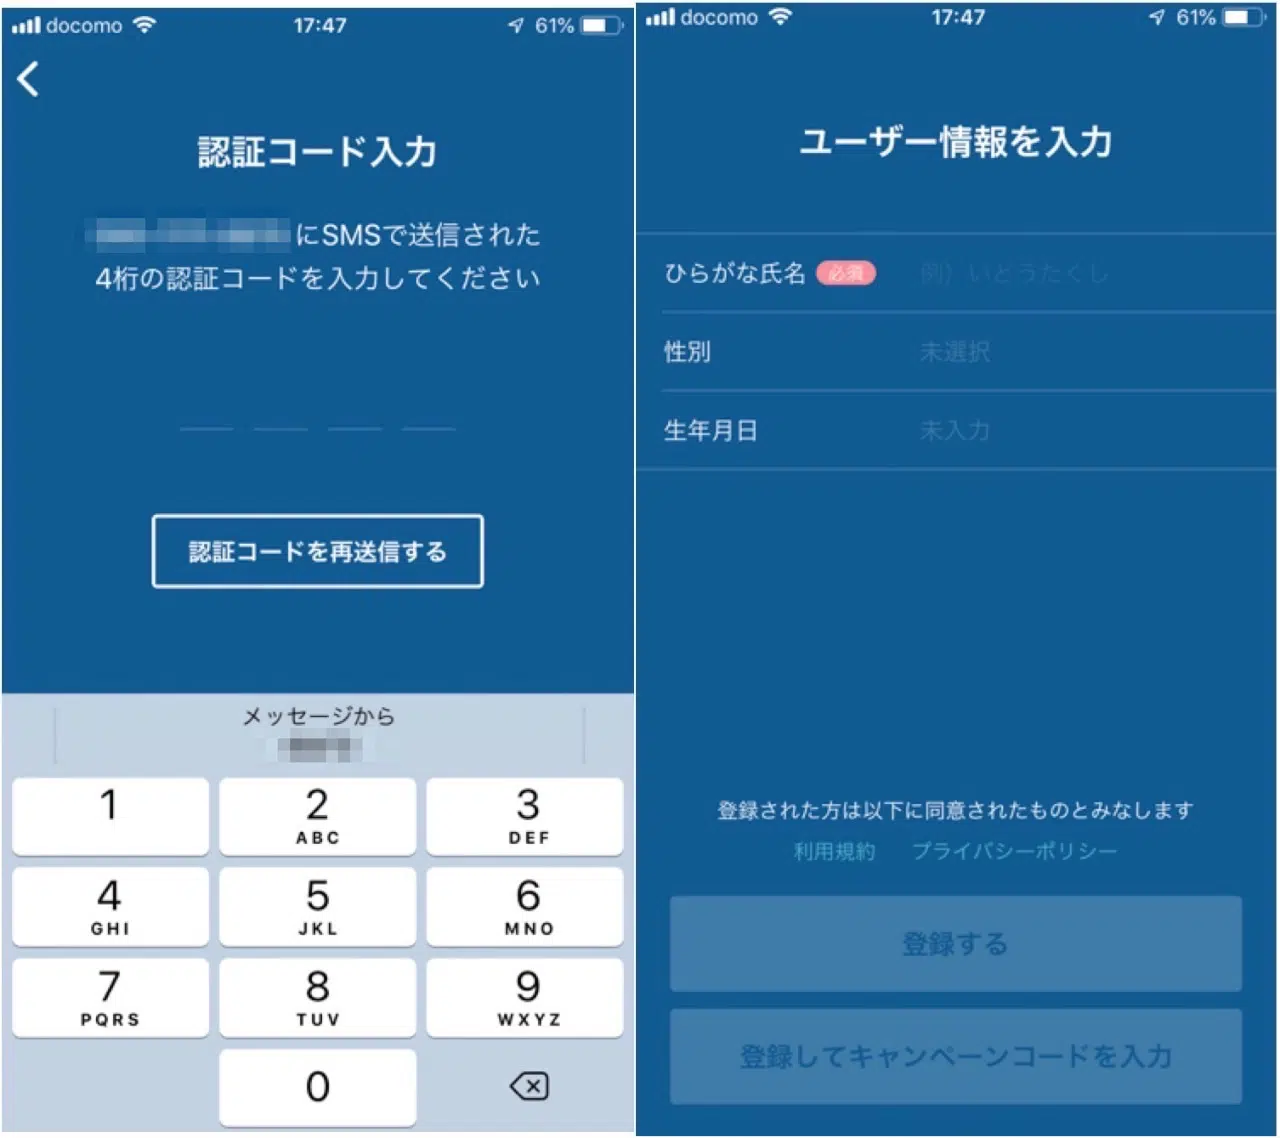 docomo 17:47 61%
認証コード入力
にSMSで送信された
4桁の認証コードを入力してください
認証コードを再送信する
メッセージから
1
2 ABC
3 DEF
4 GHI
5 JKL
6 MNO
7 PQRS
8 TUV
9 WXYZ
0
docomo 17:47 61%
ユーザー情報を入力
ひらがな氏名 必須 例）いとうたくし
性別 未選択
生年月日 未入力
登録された方は以下に同意されたものとみなします
利用規約 プライバシーポリシー
登録する
登録してキャンペーンコードを入力